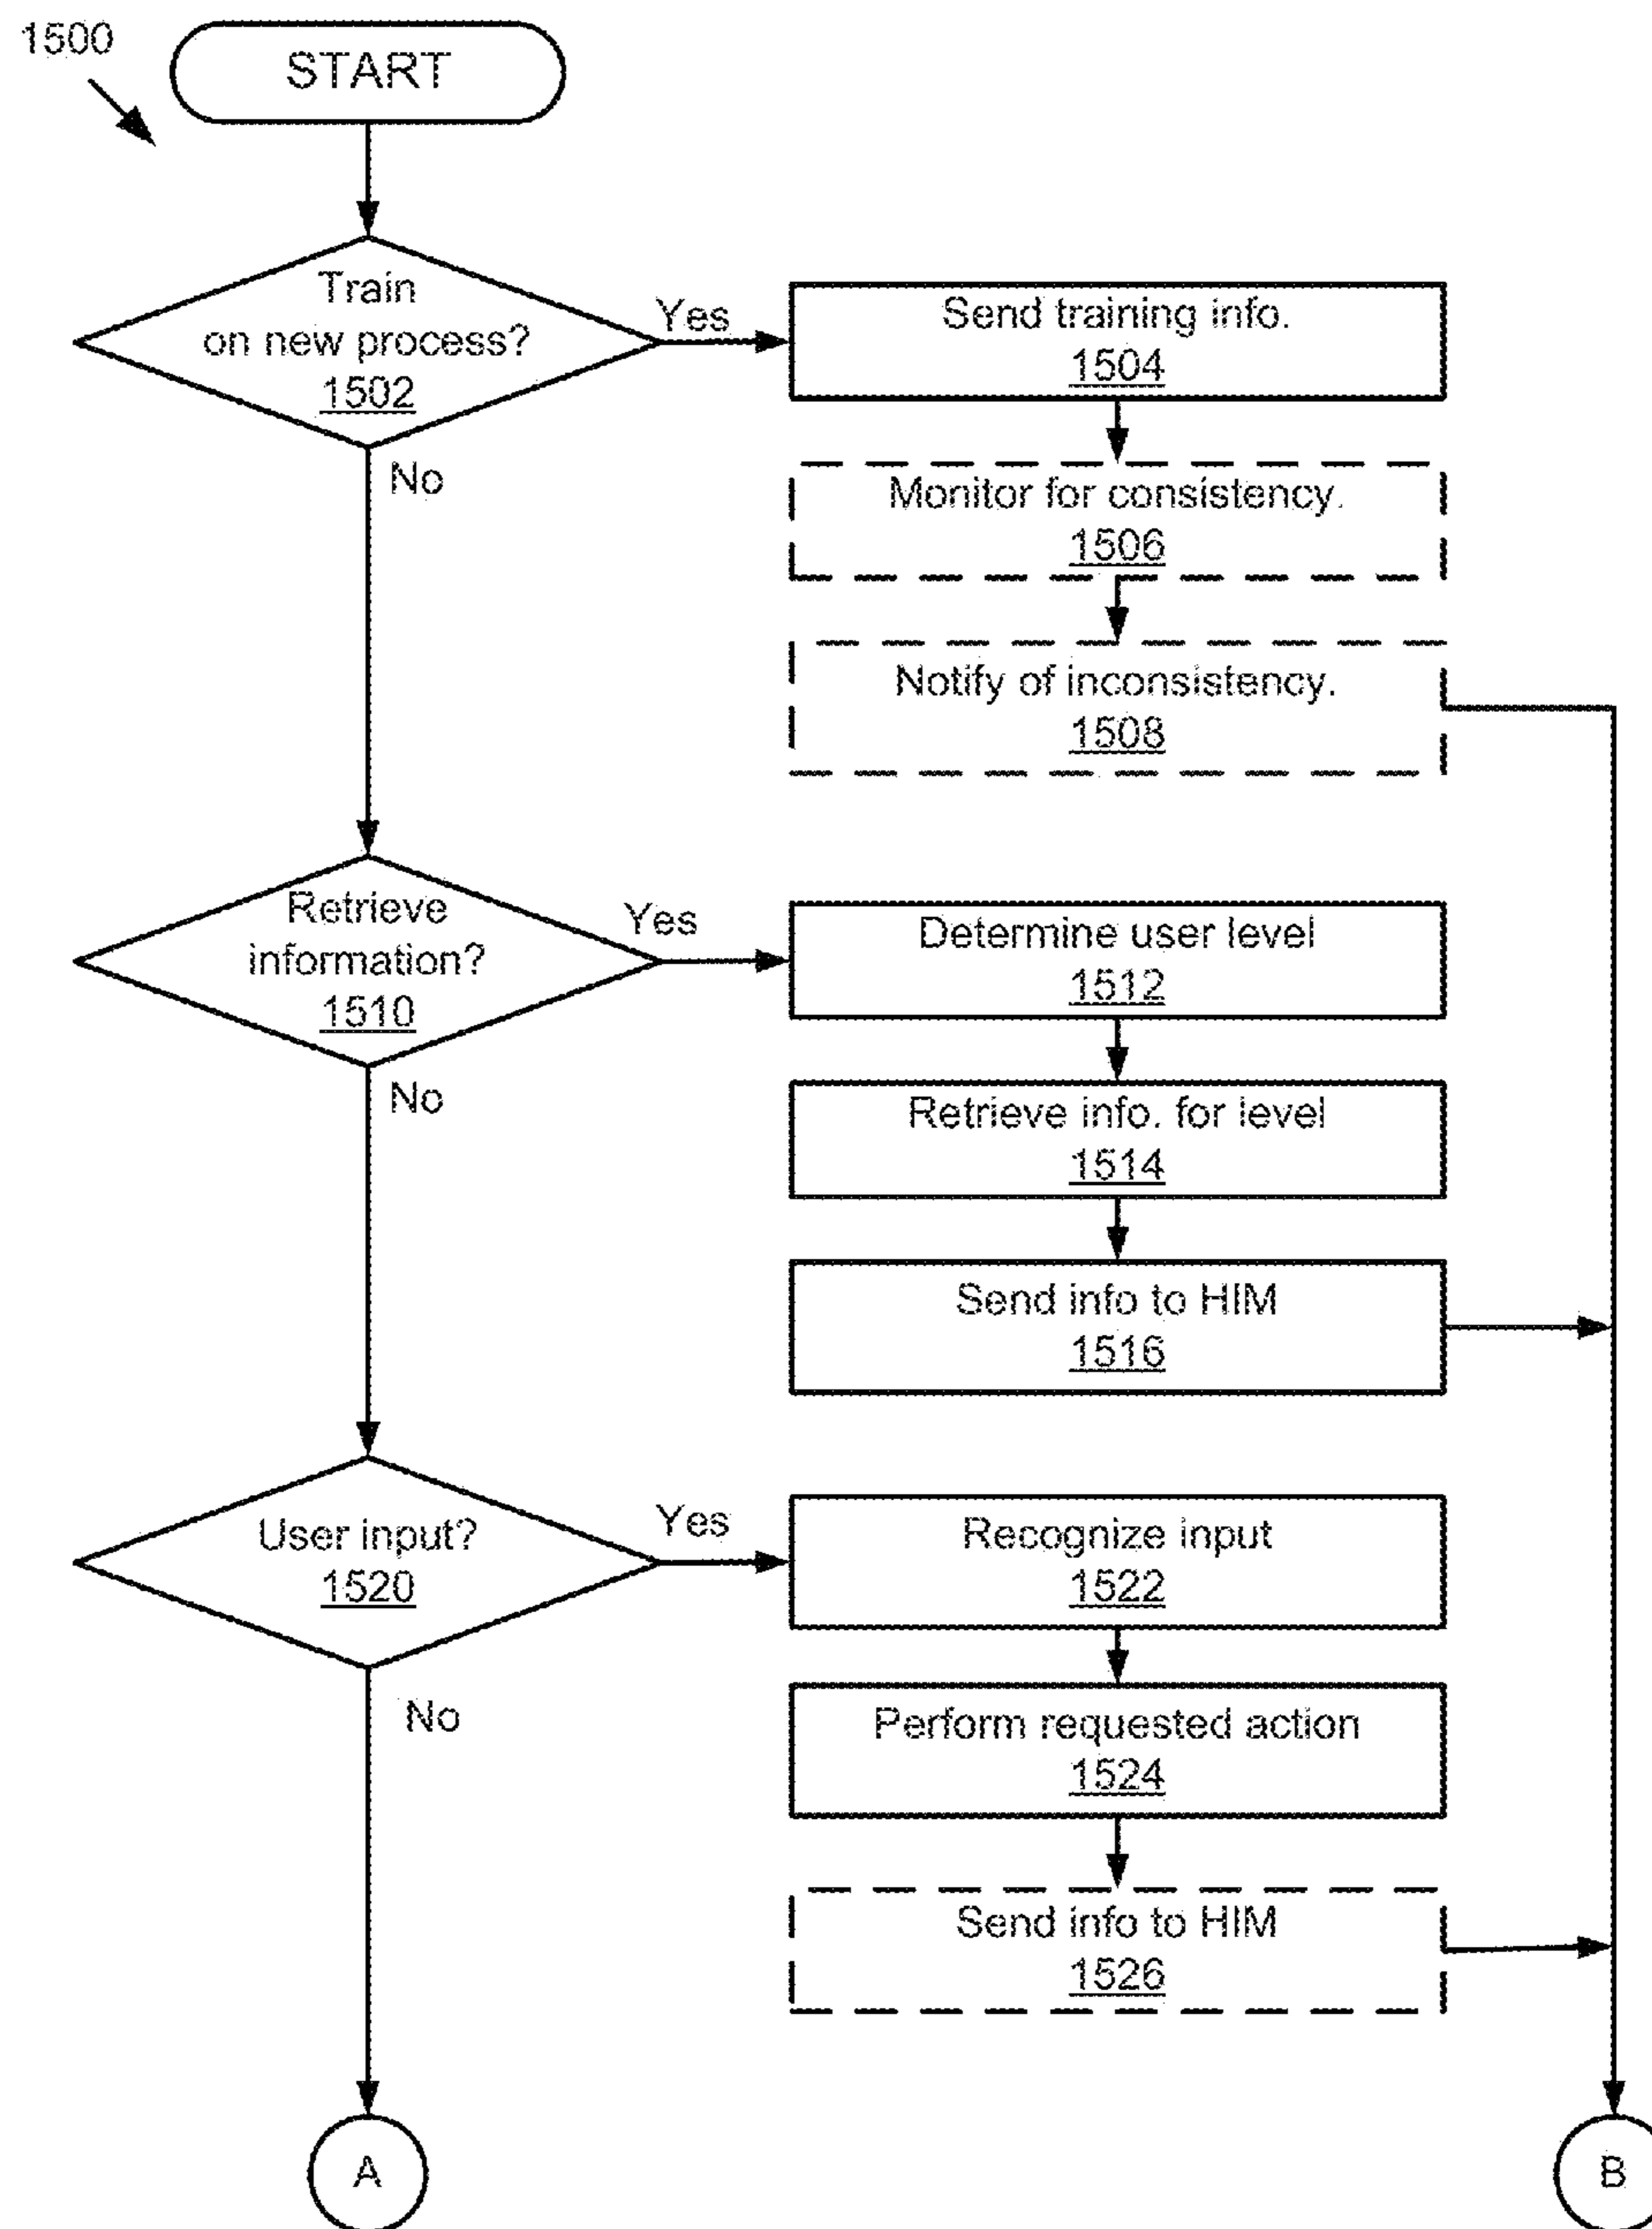 1500
START
Train
on new process?
1502
Yes
No
Send training info.
1504
Monitor for consistency.
1506
Notify of inconsistency.
1508
Retrieve
information?
1510
Yes
No
Determine user level
1512
Retrieve info. for level
1514
Send info to HIM
1516
User input?
1520
Yes
No
Recognize input
1522
Perform requested action
1524
Send info to HIM
1526
A
B